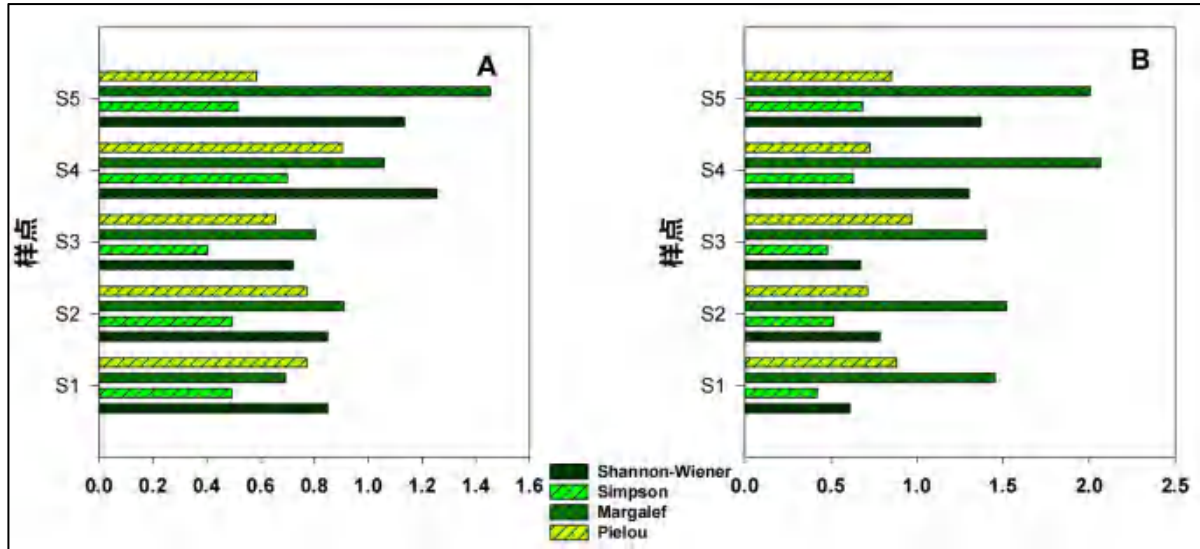 A
S5
S4
S3
S2
S1
样点
0.0 0.2 0.4 0.6 0.8 1.0 1.2 1.4 1.6
B
S5
S4
S3
S2
S1
样点
0.0 0.5 1.0 1.5 2.0 2.5
Shannon-Wiener
Simpson
Margalef
Pielou